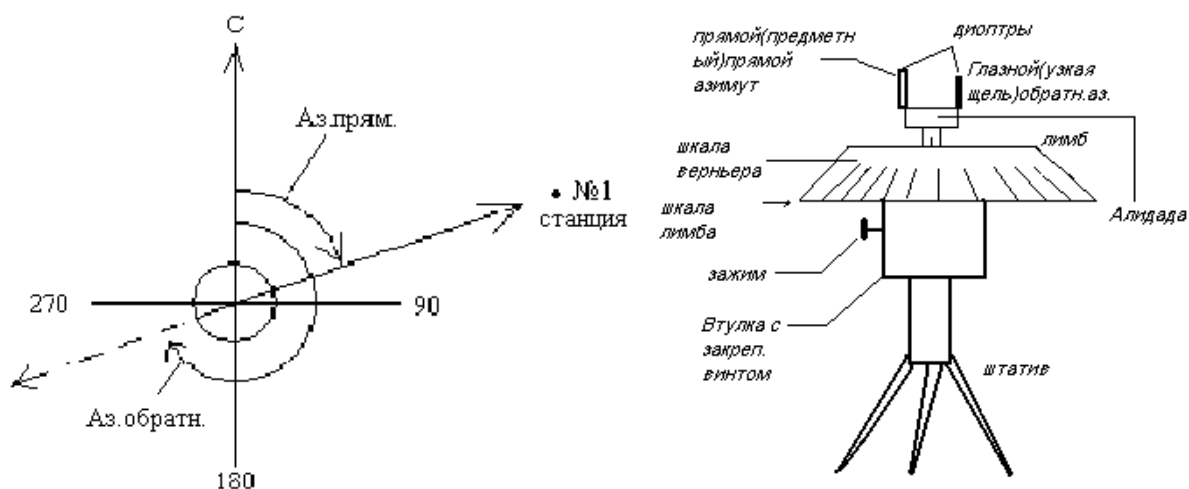 С
Аз.прям.
• №1
станция
270
90
Аз.обратн.
180
прямой(предметн
ый)прямой
азимут
диоптры
Глазной(узкая
щель)обратн.аз.
лимб
шкала
верньера
шкала
лимба
Алидада
зажим
Втулка с
закреп.
винтом
штатив